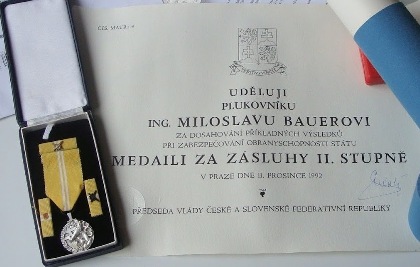 UDĚLUJI
PLUKOVNÍKU
ING. MILOSLAVU BAUEROVI
ZA DOSAHOVÁNÍ PŘÍKLADNÝCH VÝSLEDKŮ
PŘI ZABEZPEČOVÁNÍ OBRANYSCHOPNOSTI STÁTU
MEDAILI ZA ZÁSLUHY II. STUPNĚ
V PRAZE DNE 11. PROSINCE 1992
PŘEDSEDA VLÁDY ČESKÉ A SLOVENSKÉ FEDERATIVNÍ REPUBLIKY